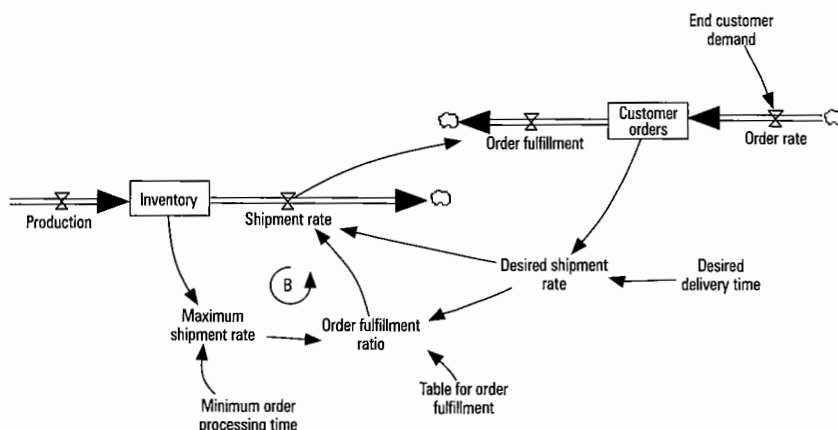 End customer
demand
Customer
orders
Order fulfillment
Order rate
Inventory
Production
Shipment rate
B
Desired shipment
rate
Desired
delivery time
Maximum
shipment rate
Order fulfillment
ratio
Table for order
fulfillment
Minimum order
processing time